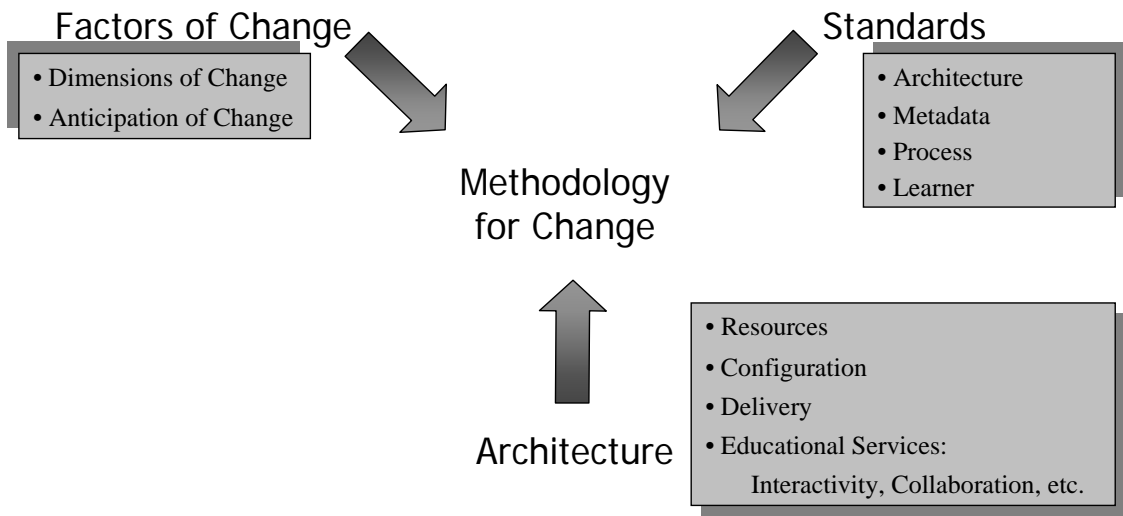 Factors of Change
• Dimensions of Change
• Anticipation of Change
Standards
• Architecture
• Metadata
• Process
• Learner
Methodology
for Change
Architecture
• Resources
• Configuration
• Delivery
• Educational Services:
Interactivity, Collaboration, etc.